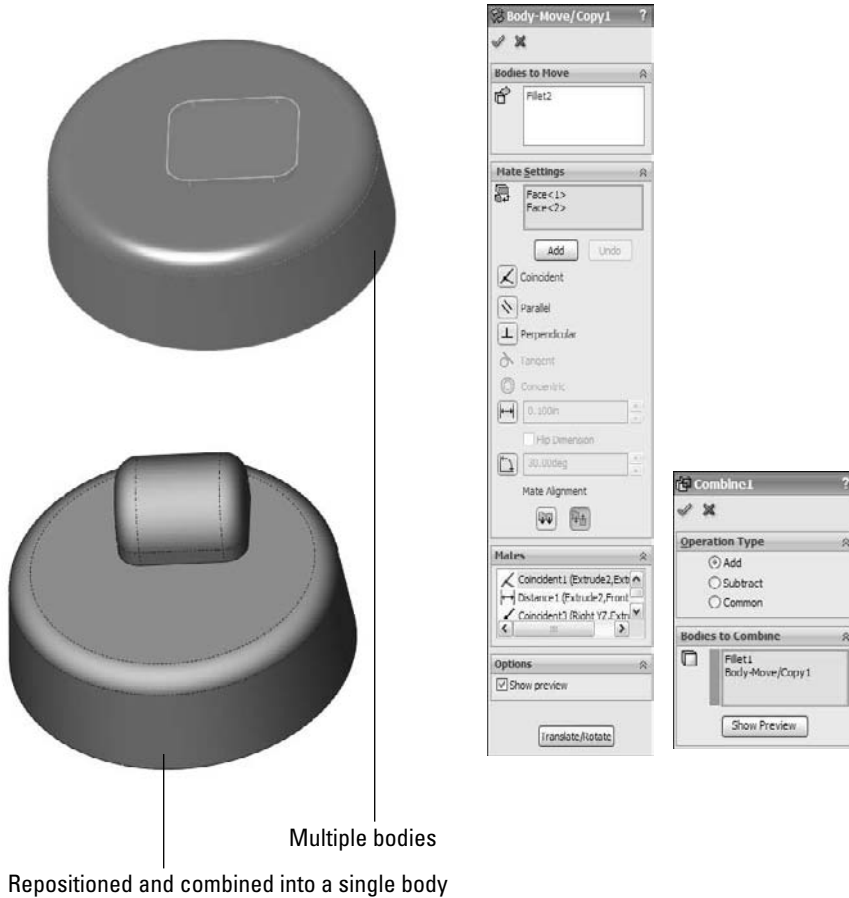 Body-Move/Copy1 ?
Bodies to Move
Fillet2
Mate Settings
Face<1>
Face<2>
Add Undo
Coincident
Parallel
Perpendicular
Tangent
Concentric
0.100in
Flip Dimension
30.00deg
Mate Alignment
Mates
Coincident1 (Extrude2,Ext
Distance1 (Extrude2,Front
Coincident3 (Right YZ,Extru
Options
Show preview
Translate/Rotate
Combine1 ?
Operation Type
Add
Subtract
Common
Bodies to Combine
Fillet1
Body-Move/Copy1
Show Preview
Multiple bodies
Repositioned and combined into a single body